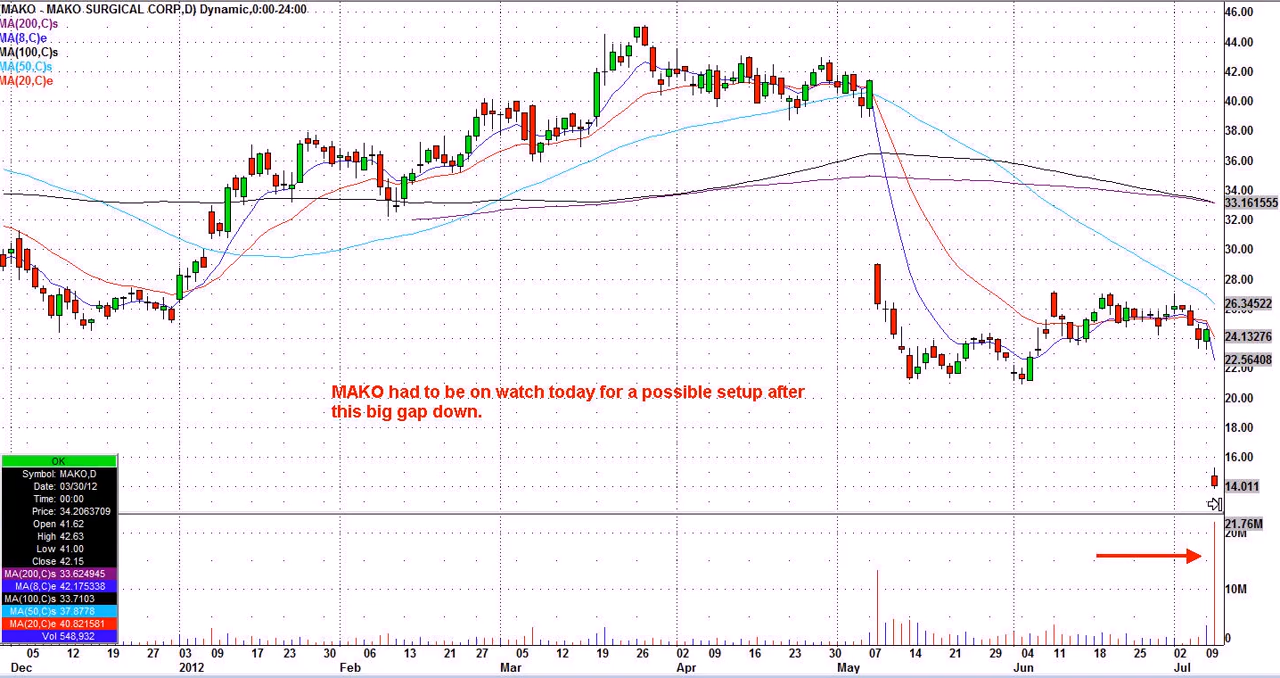 MAKO - MAKO SURGICAL CORP,D) Dynamic,0:00-24:00
MA(200,C)s
MA(8,C)e
MA(100,C)s
MA(50,C)s
MA(20,C)e
46.00
44.00
42.00
40.00
38.00
36.00
34.00
33.161555
32.00
30.00
28.00
26.34522
24.13276
22.56408
22.00
20.00
18.00
16.00
14.011
MAKO had to be on watch today for a possible setup after
this big gap down.
OK
Symbol: MAKO,D
Date: 03/30/12
Time: 00:00
Price: 34.2063709
Open 41.62
High 42.63
Low 41.00
Close 42.15
MA(200,C)s 33.624945
MA(8,C)e 42.175338
MA(100,C)s 33.7103
MA(50,C)s 37.8778
MA(20,C)e 40.821581
Vol 548,932
21.76M
20M
10M
0
05 12 19 27 03 09 17 23 30 06 13 21 27 05 12 19 26 02 09 16 23 30 07 14 21 29 04 11 18 25 02 09
Dec 2012 Feb Mar Apr May Jun Jul